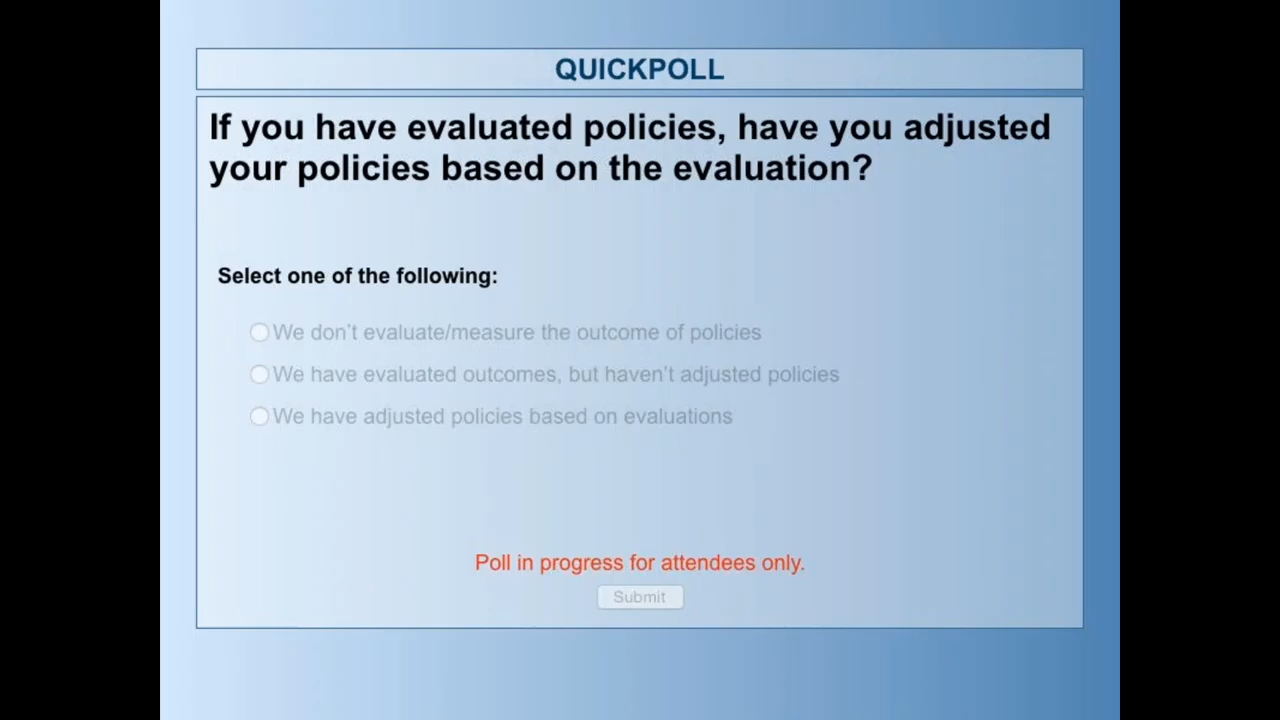 QUICKPOLL
If you have evaluated policies, have you adjusted
your policies based on the evaluation?
Select one of the following:
We don’t evaluate/measure the outcome of policies
We have evaluated outcomes, but haven’t adjusted policies
We have adjusted policies based on evaluations
Poll in progress for attendees only.
Submit